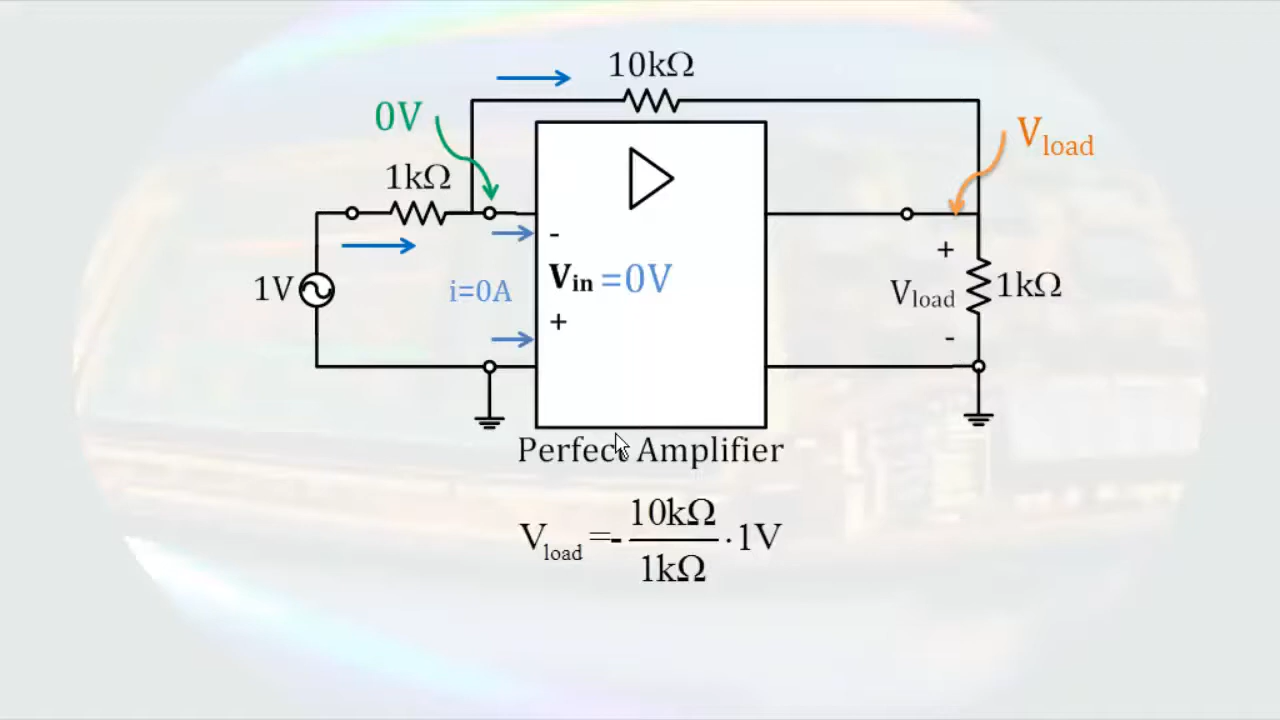 10kΩ
0V
V_load
1kΩ
-
+
1V
i=0A
V_in =0V
V_load
1kΩ
+
-
Perfect Amplifier
V_load =- 10kΩ/1kΩ · 1V